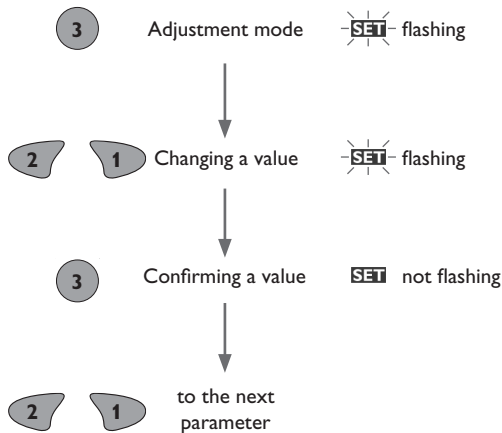 3 Adjustment mode SET flashing
2 1 Changing a value SET flashing
3 Confirming a value SET not flashing
to the next
2 1 parameter